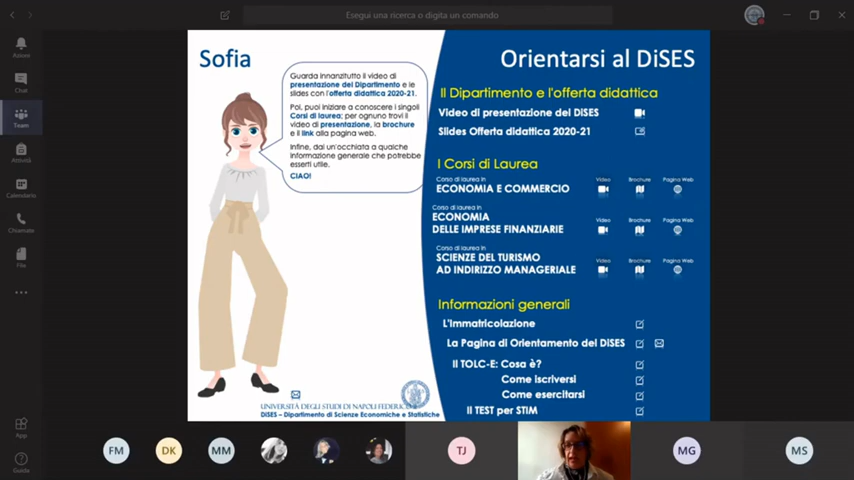 Esegui una ricerca o digita un comando
Azioni
Chat
Team
Attività
Calendario
Chiamate
File
App
Guida
Sofia
Guarda innanzitutto il video di
presentazione del Dipartimento e le
slides con l'offerta didattica 2020-21.
Poi, puoi iniziare a conoscere i singoli
Corsi di laurea; per ognuno trovi il
video di presentazione, la brochure
e il link alla pagina web.
Infine, dai un'occhiata a qualche
informazione generale che potrebbe
esserti utile.
CIAO!
UNIVERSITÀ DEGLI STUDI DI NAPOLI FEDERICO II
DiSES – Dipartimento di Scienze Economiche e Statistiche
Orientarsi al DiSES
Il Dipartimento e l'offerta didattica
Video di presentazione del DiSES
Slides Offerta didattica 2020-21
I Corsi di Laurea
Corso di laurea in Video Brochure Pagina Web
ECONOMIA E COMMERCIO
Corso di laurea in
ECONOMIA Video Brochure Pagina Web
DELLE IMPRESE FINANZIARIE
Corso di laurea in
SCIENZE DEL TURISMO Video Brochure Pagina Web
AD INDIRIZZO MANAGERIALE
Informazioni generali
L'Immatricolazione
La Pagina di Orientamento del DiSES
Il TOLC-E: Cosa è?
Come iscriversi
Come esercitarsi
Il TEST per STIM
FM DK MM TJ MG MS